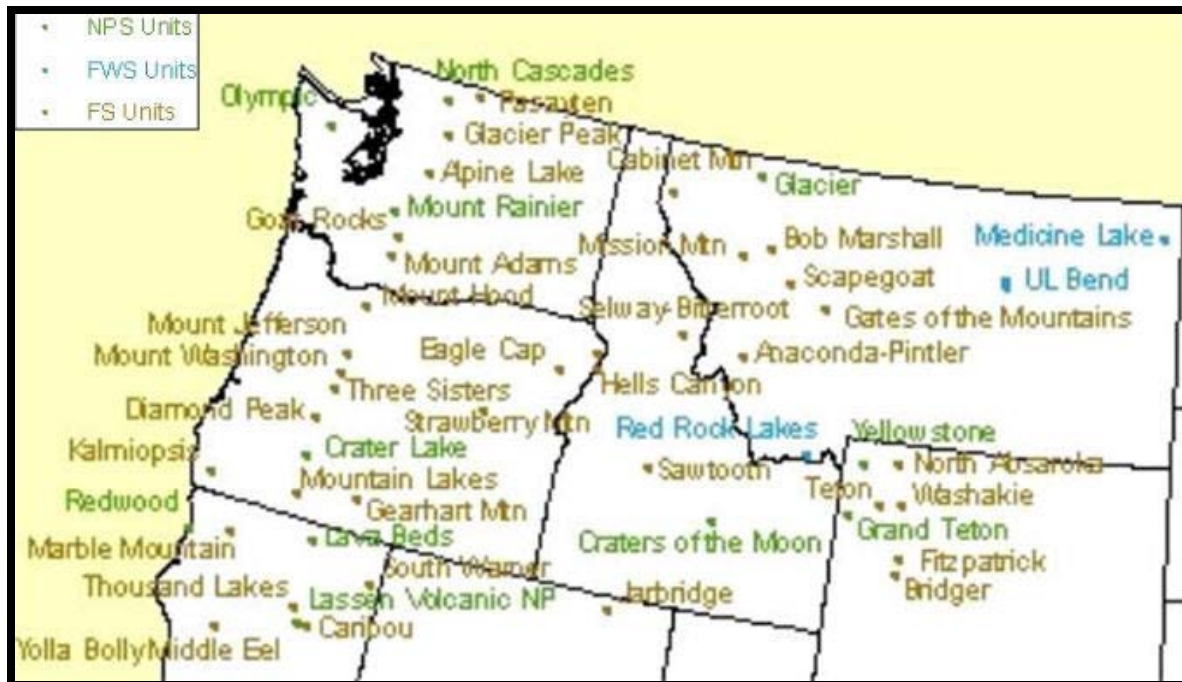 NPS Units
FWS Units
FS Units
North Cascades
Olympic
Pasayten
Glacier Peak
Cabinet Mtn
Alpine Lake
Glacier
Mount Rainier
Goat Rocks
Mission Mtn
Bob Marshall
Medicine Lake
Mount Adams
Scapegoat
UL Bend
Mount Hood
Selway-Bitterroot
Gates of the Mountains
Mount Jefferson
Mount Washington
Eagle Cap
Anaconda-Pintler
Hells Canyon
Three Sisters
Diamond Peak
Strawberry Mtn
Red Rock Lakes
Yellowstone
Kalmiopsis
Crater Lake
Sawtooth
North Absaroka
Mountain Lakes
Teton
Washakie
Redwood
Gearhart Mtn
Grand Teton
Marble Mountain
Lava Beds
Craters of the Moon
Fitzpatrick
South Warner
Thousand Lakes
Bridger
Jarbridge
Lassen Volcanic NP
Caribou
Yolla BollyMiddle Eel